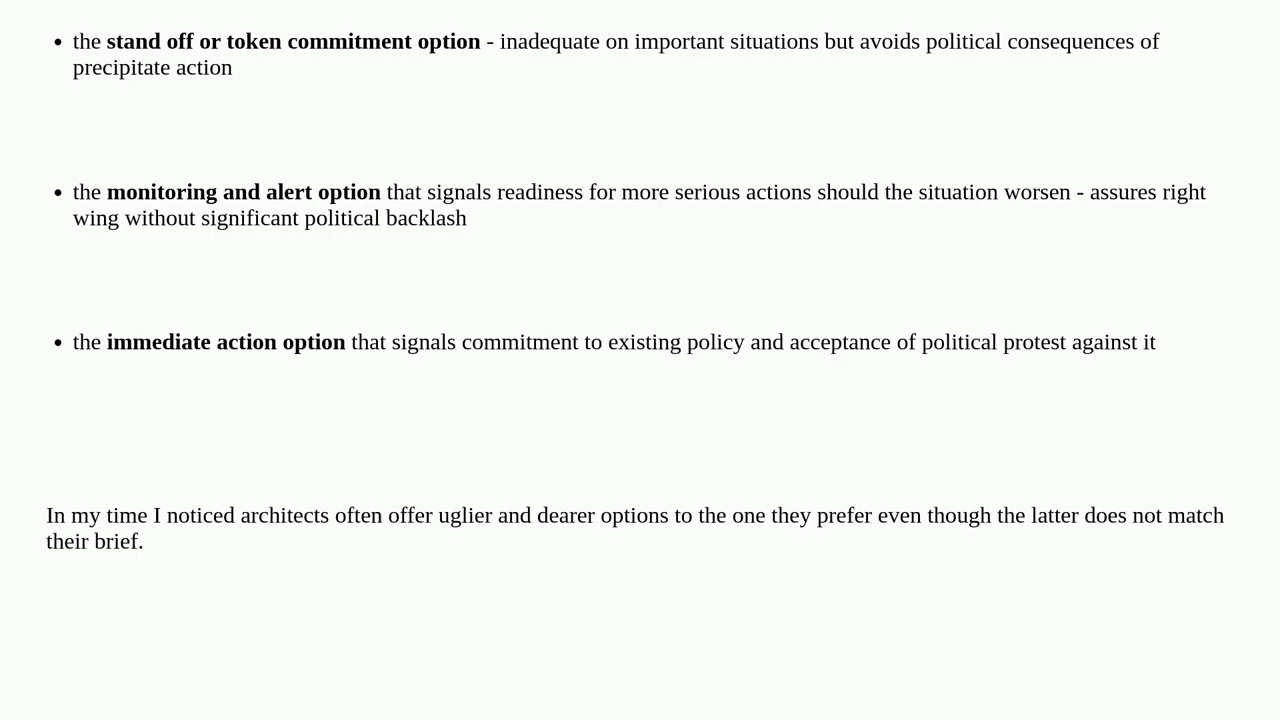 • the stand off or token commitment option - inadequate on important situations but avoids political consequences of
precipitate action
• the monitoring and alert option that signals readiness for more serious actions should the situation worsen - assures right
wing without significant political backlash
• the immediate action option that signals commitment to existing policy and acceptance of political protest against it
In my time I noticed architects often offer uglier and dearer options to the one they prefer even though the latter does not match
their brief.